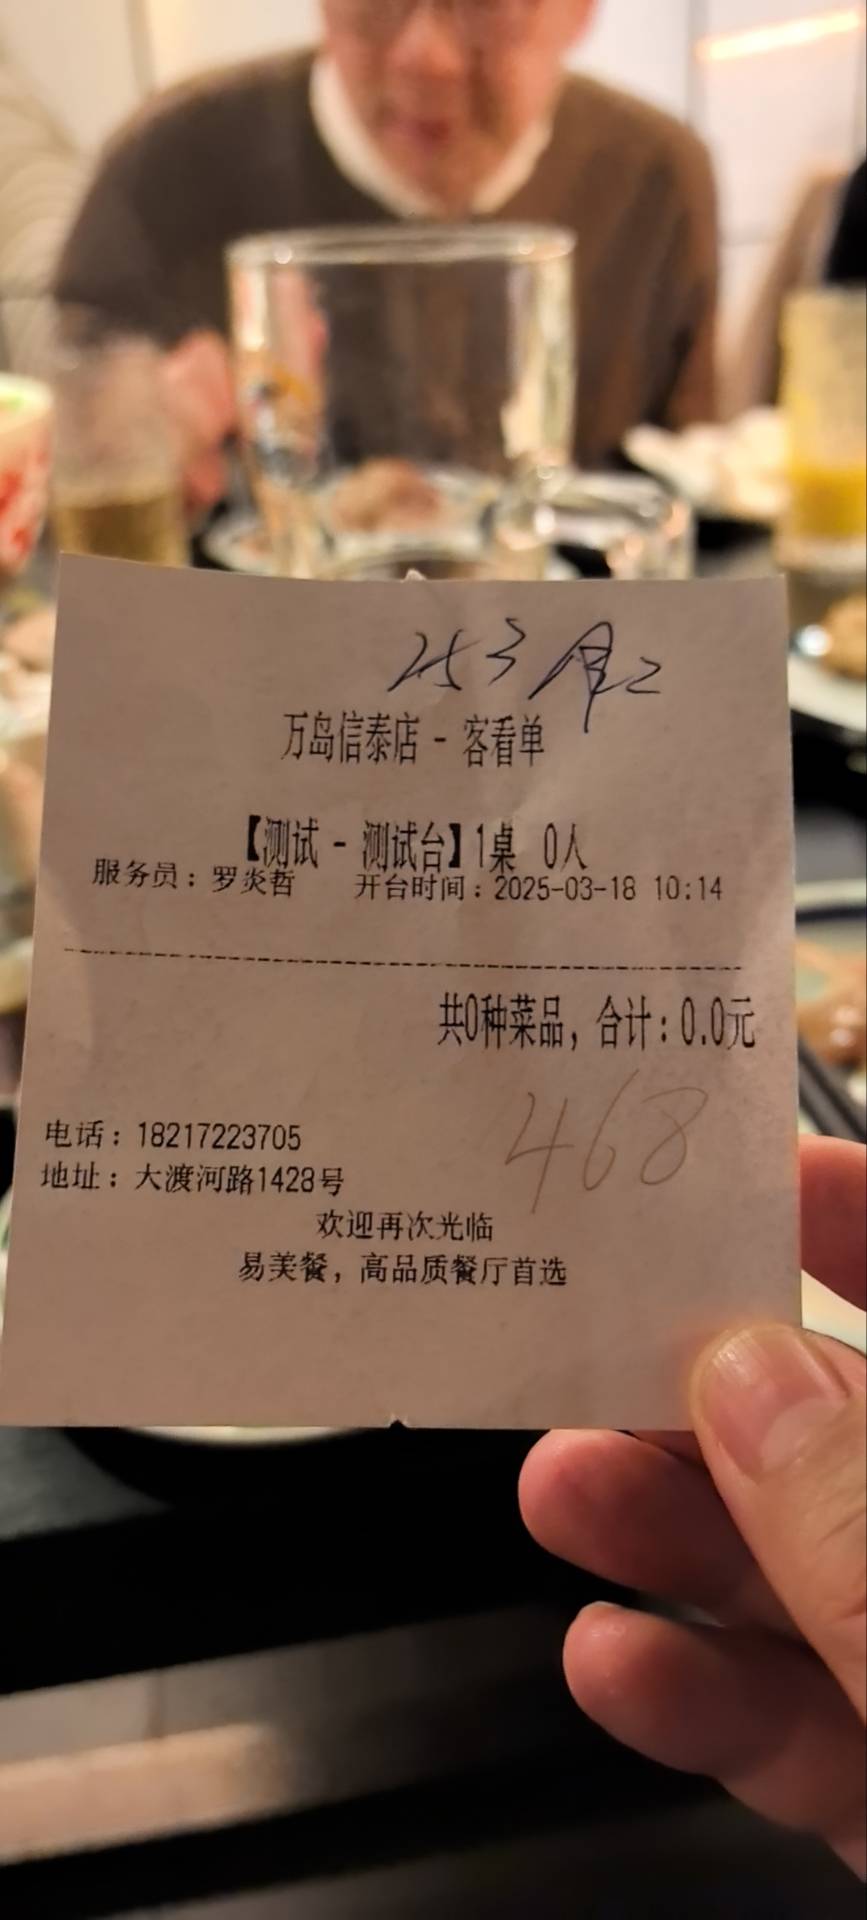 253
万岛信泰店 - 客看单
【测试 - 测试台】1桌 0人
服务员：罗炎哲 开台时间：2025-03-18 10:14
共0种菜品，合计：0.0元
468
电话：18217223705
地址：大渡河路1428号
欢迎再次光临
易美餐，高品质餐厅首选